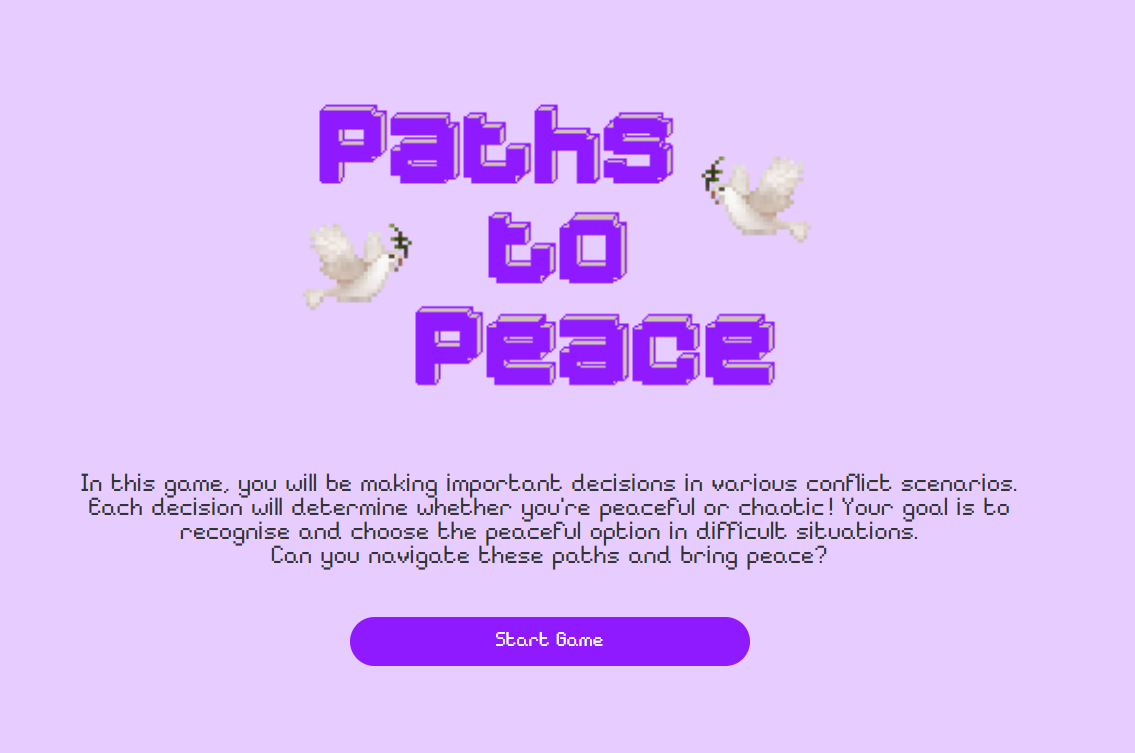 Paths
to
Peace
In this game, you will be making important decisions in various conflict scenarios.
Each decision will determine whether you're peaceful or chaotic! Your goal is to
recognise and choose the peaceful option in difficult situations.
Can you navigate these paths and bring peace?
Start Game